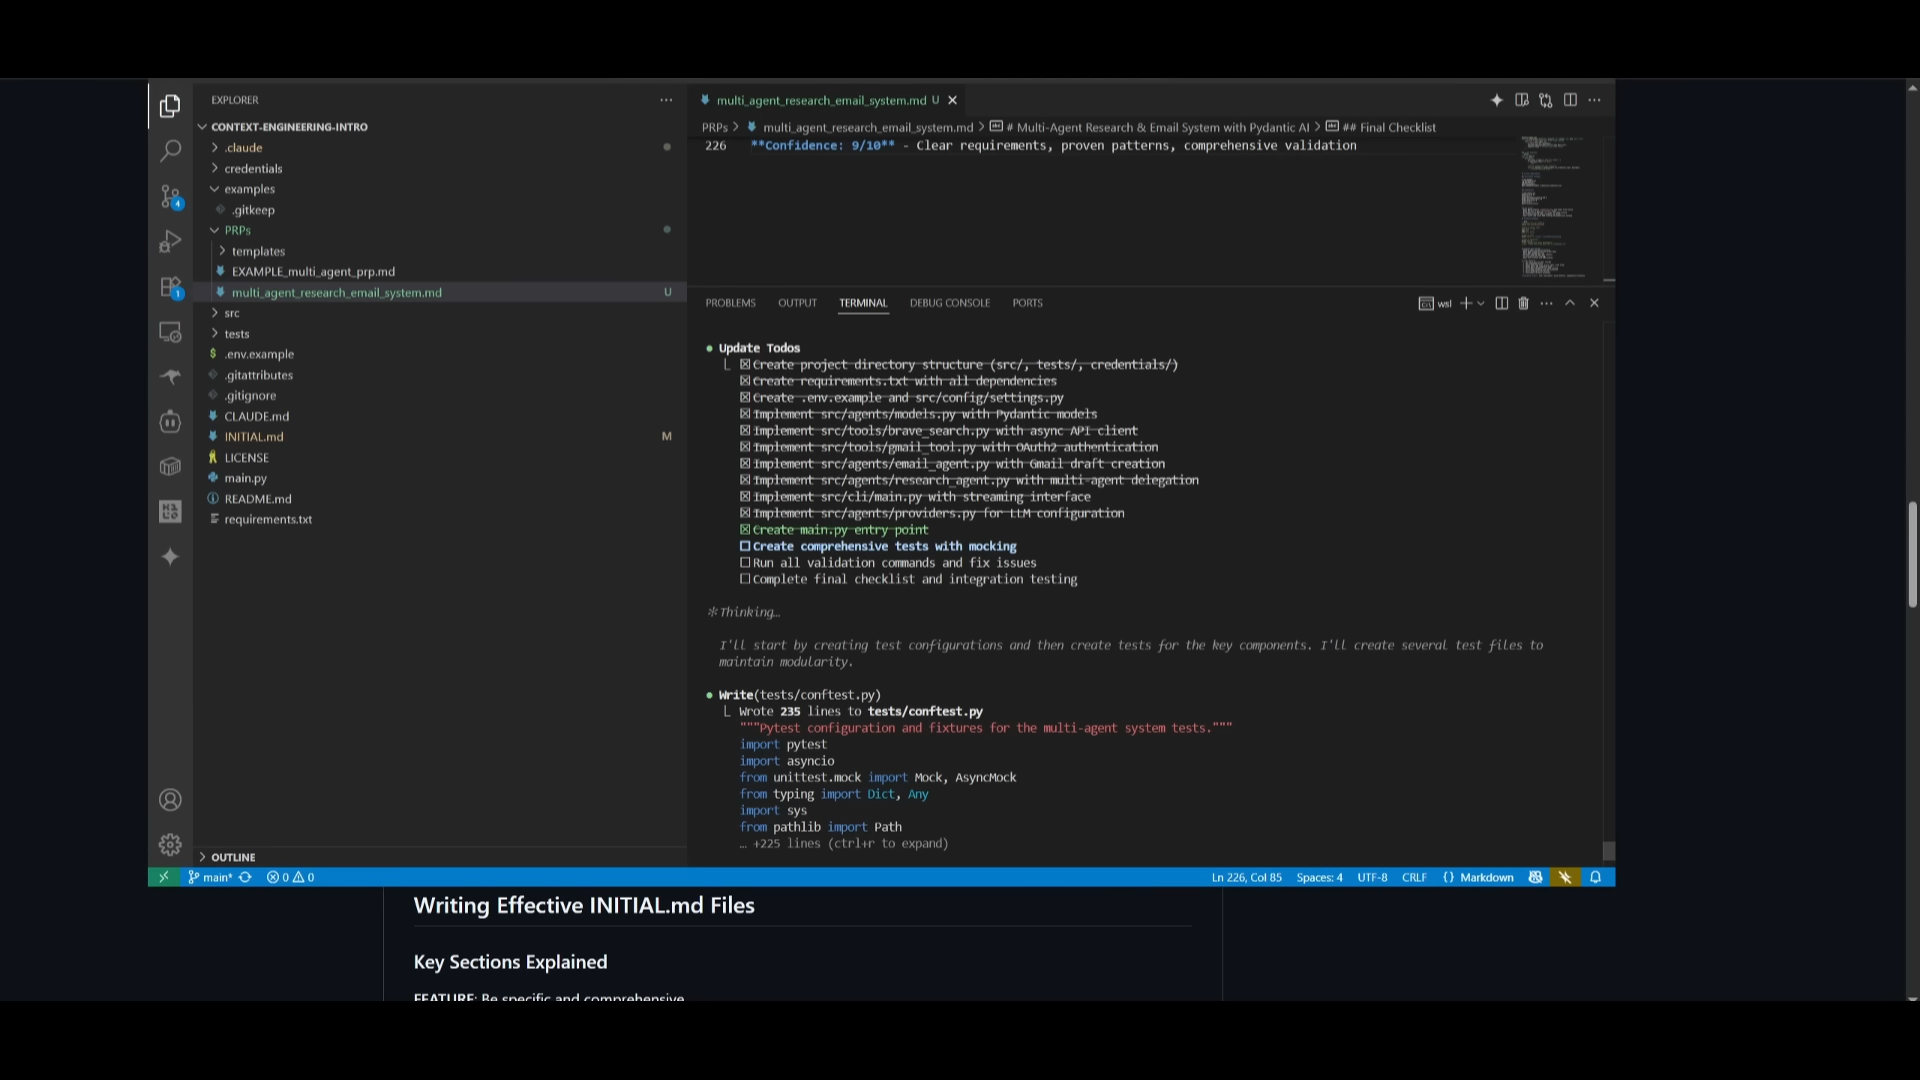 EXPLORER
CONTEXT-ENGINEERING-INTRO
.claude
credentials
examples
.gitkeep
PRPs
templates
EXAMPLE_multi_agent_prp.md
multi_agent_research_email_system.md U
src
tests
.env.example
.gitattributes
.gitignore
CLAUDE.md
INITIAL.md M
LICENSE
main.py
README.md
requirements.txt
OUTLINE
multi_agent_research_email_system.md U
PRPs > multi_agent_research_email_system.md > # Multi-Agent Research & Email System with Pydantic AI > ## Final Checklist
226 **Confidence: 9/10** - Clear requirements, proven patterns, comprehensive validation
PROBLEMS OUTPUT TERMINAL DEBUG CONSOLE PORTS
wsl
Update Todos
Create project directory structure (src/, tests/, credentials/)
Create requirements.txt with all dependencies
Create .env.example and src/config/settings.py
Implement src/agents/models.py with Pydantic models
Implement src/tools/brave_search.py with async API client
Implement src/tools/gmail_tool.py with OAuth2 authentication
Implement src/agents/email_agent.py with Gmail draft creation
Implement src/agents/research_agent.py with multi-agent delegation
Implement src/cli/main.py with streaming interface
Implement src/agents/providers.py for LLM configuration
Create main.py entry point
Create comprehensive tests with mocking
Run all validation commands and fix issues
Complete final checklist and integration testing
Thinking…
I'll start by creating test configurations and then create tests for the key components. I'll create several test files to
maintain modularity.
Write(tests/conftest.py)
Wrote 235 lines to tests/conftest.py
"""Pytest configuration and fixtures for the multi-agent system tests."""
import pytest
import asyncio
from unittest.mock import Mock, AsyncMock
from typing import Dict, Any
import sys
from pathlib import Path
… +225 lines (ctrl+r to expand)
main* 0 0
Ln 226, Col 85 Spaces: 4 UTF-8 CRLF {} Markdown
Writing Effective INITIAL.md Files
Key Sections Explained
FEATURE: Be specific and comprehensive